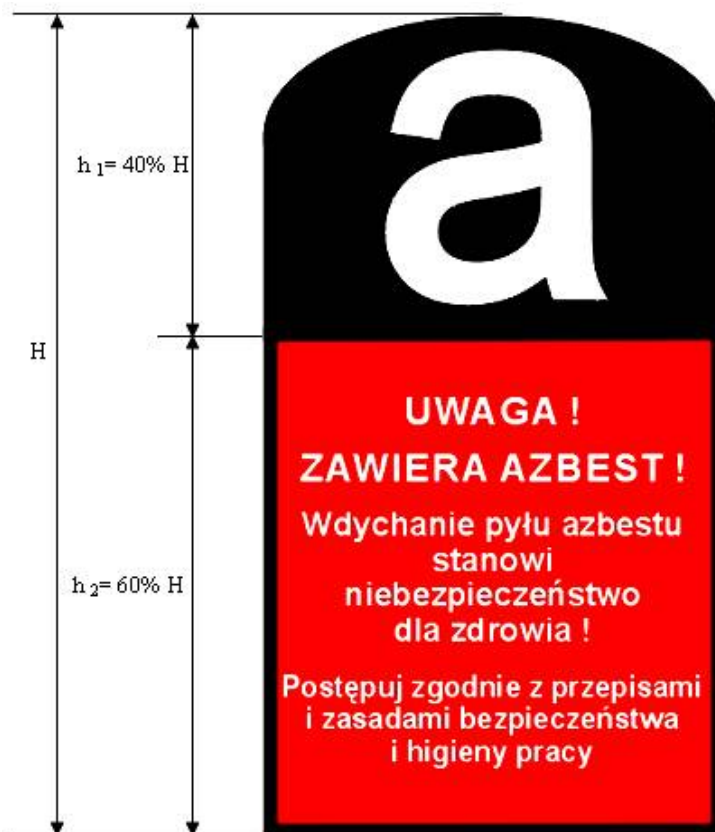 a
h 1= 40% H
H
h 2= 60% H
UWAGA !
ZAWIERA AZBEST !
Wdychanie pyłu azbestu
stanowi
niebezpieczeństwo
dla zdrowia !
Postępuj zgodnie z przepisami
i zasadami bezpieczeństwa
i higieny pracy